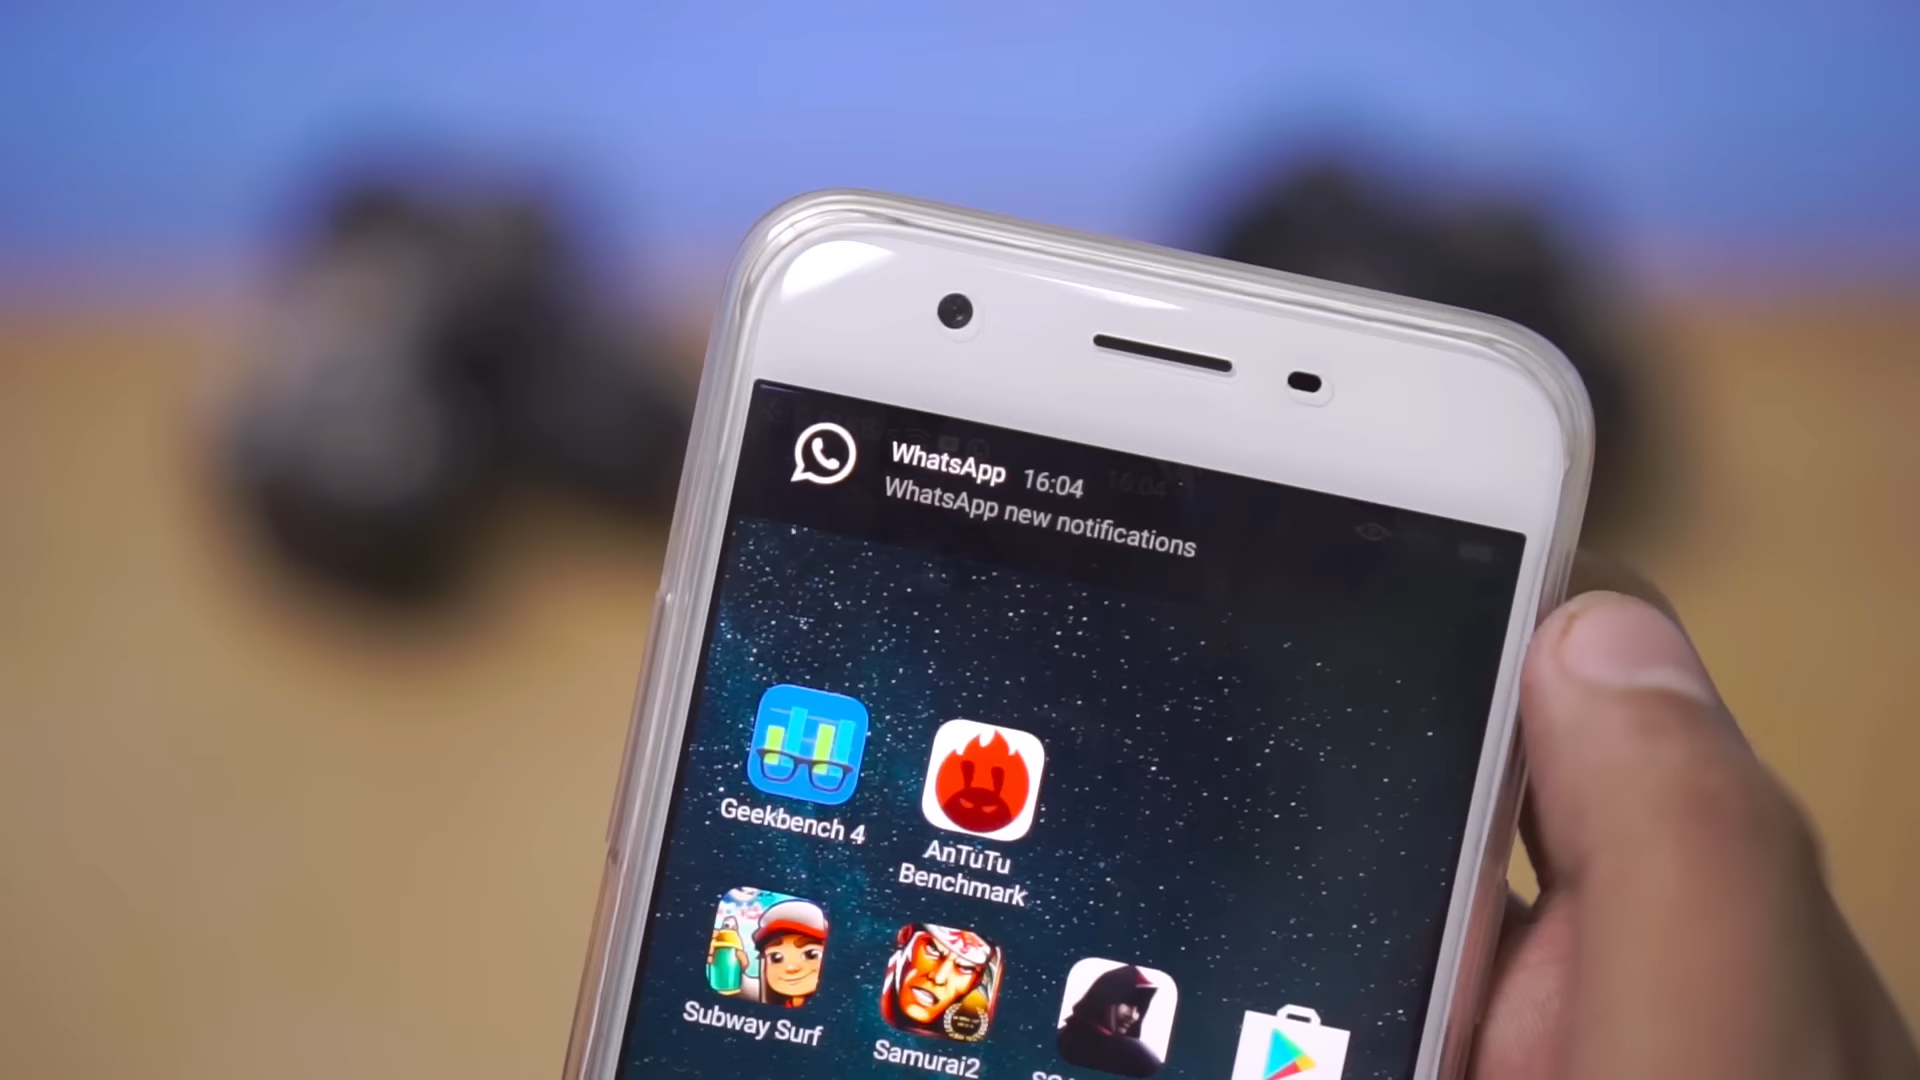 WhatsApp 16:04
WhatsApp new notifications
Geekbench 4
AnTuTu
Benchmark
Subway Surf
Samurai2